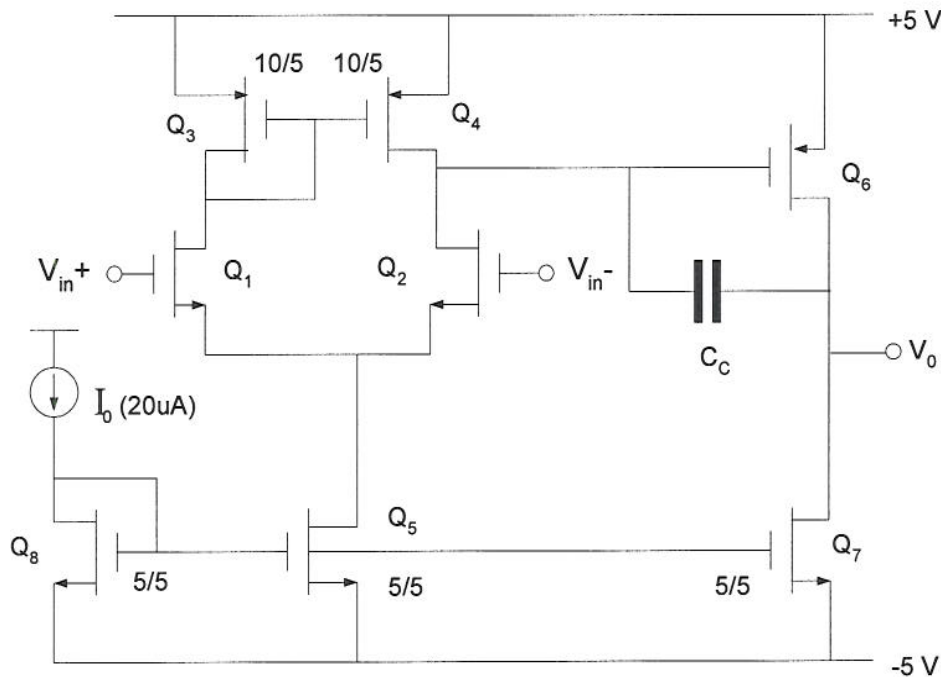 +5 V
10/5 10/5
Q3 Q4
Q6
Vin+ Q1 Q2 Vin-
CC
V0
I0 (20uA)
Q8 Q5 Q7
5/5 5/5 5/5
-5 V